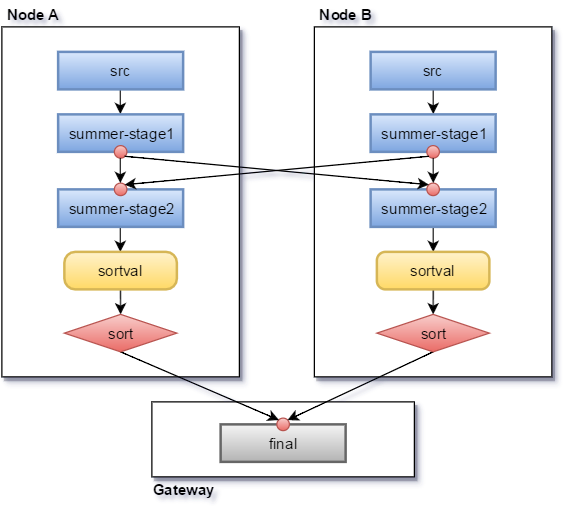 Node A
Node B
src
src
summer-stage1
summer-stage1
summer-stage2
summer-stage2
sortval
sortval
sort
sort
final
Gateway